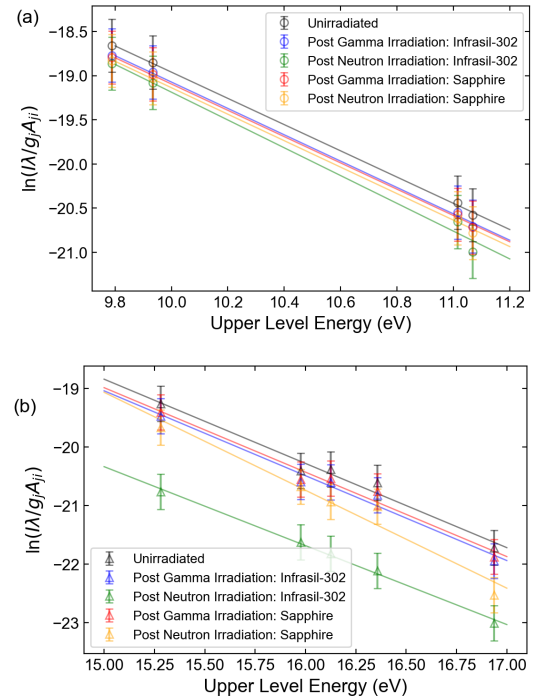 (a)
ln(Iλ/g_jA_ji)
−18.5
−19.0
−19.5
−20.0
−20.5
−21.0
Unirradiated
Post Gamma Irradiation: Infrasil-302
Post Neutron Irradiation: Infrasil-302
Post Gamma Irradiation: Sapphire
Post Neutron Irradiation: Sapphire
9.8 10.0 10.2 10.4 10.6 10.8 11.0 11.2
Upper Level Energy (eV)
(b)
ln(Iλ/g_jA_ji)
−19
−20
−21
−22
−23
Unirradiated
Post Gamma Irradiation: Infrasil-302
Post Neutron Irradiation: Infrasil-302
Post Gamma Irradiation: Sapphire
Post Neutron Irradiation: Sapphire
15.00 15.25 15.50 15.75 16.00 16.25 16.50 16.75 17.00
Upper Level Energy (eV)